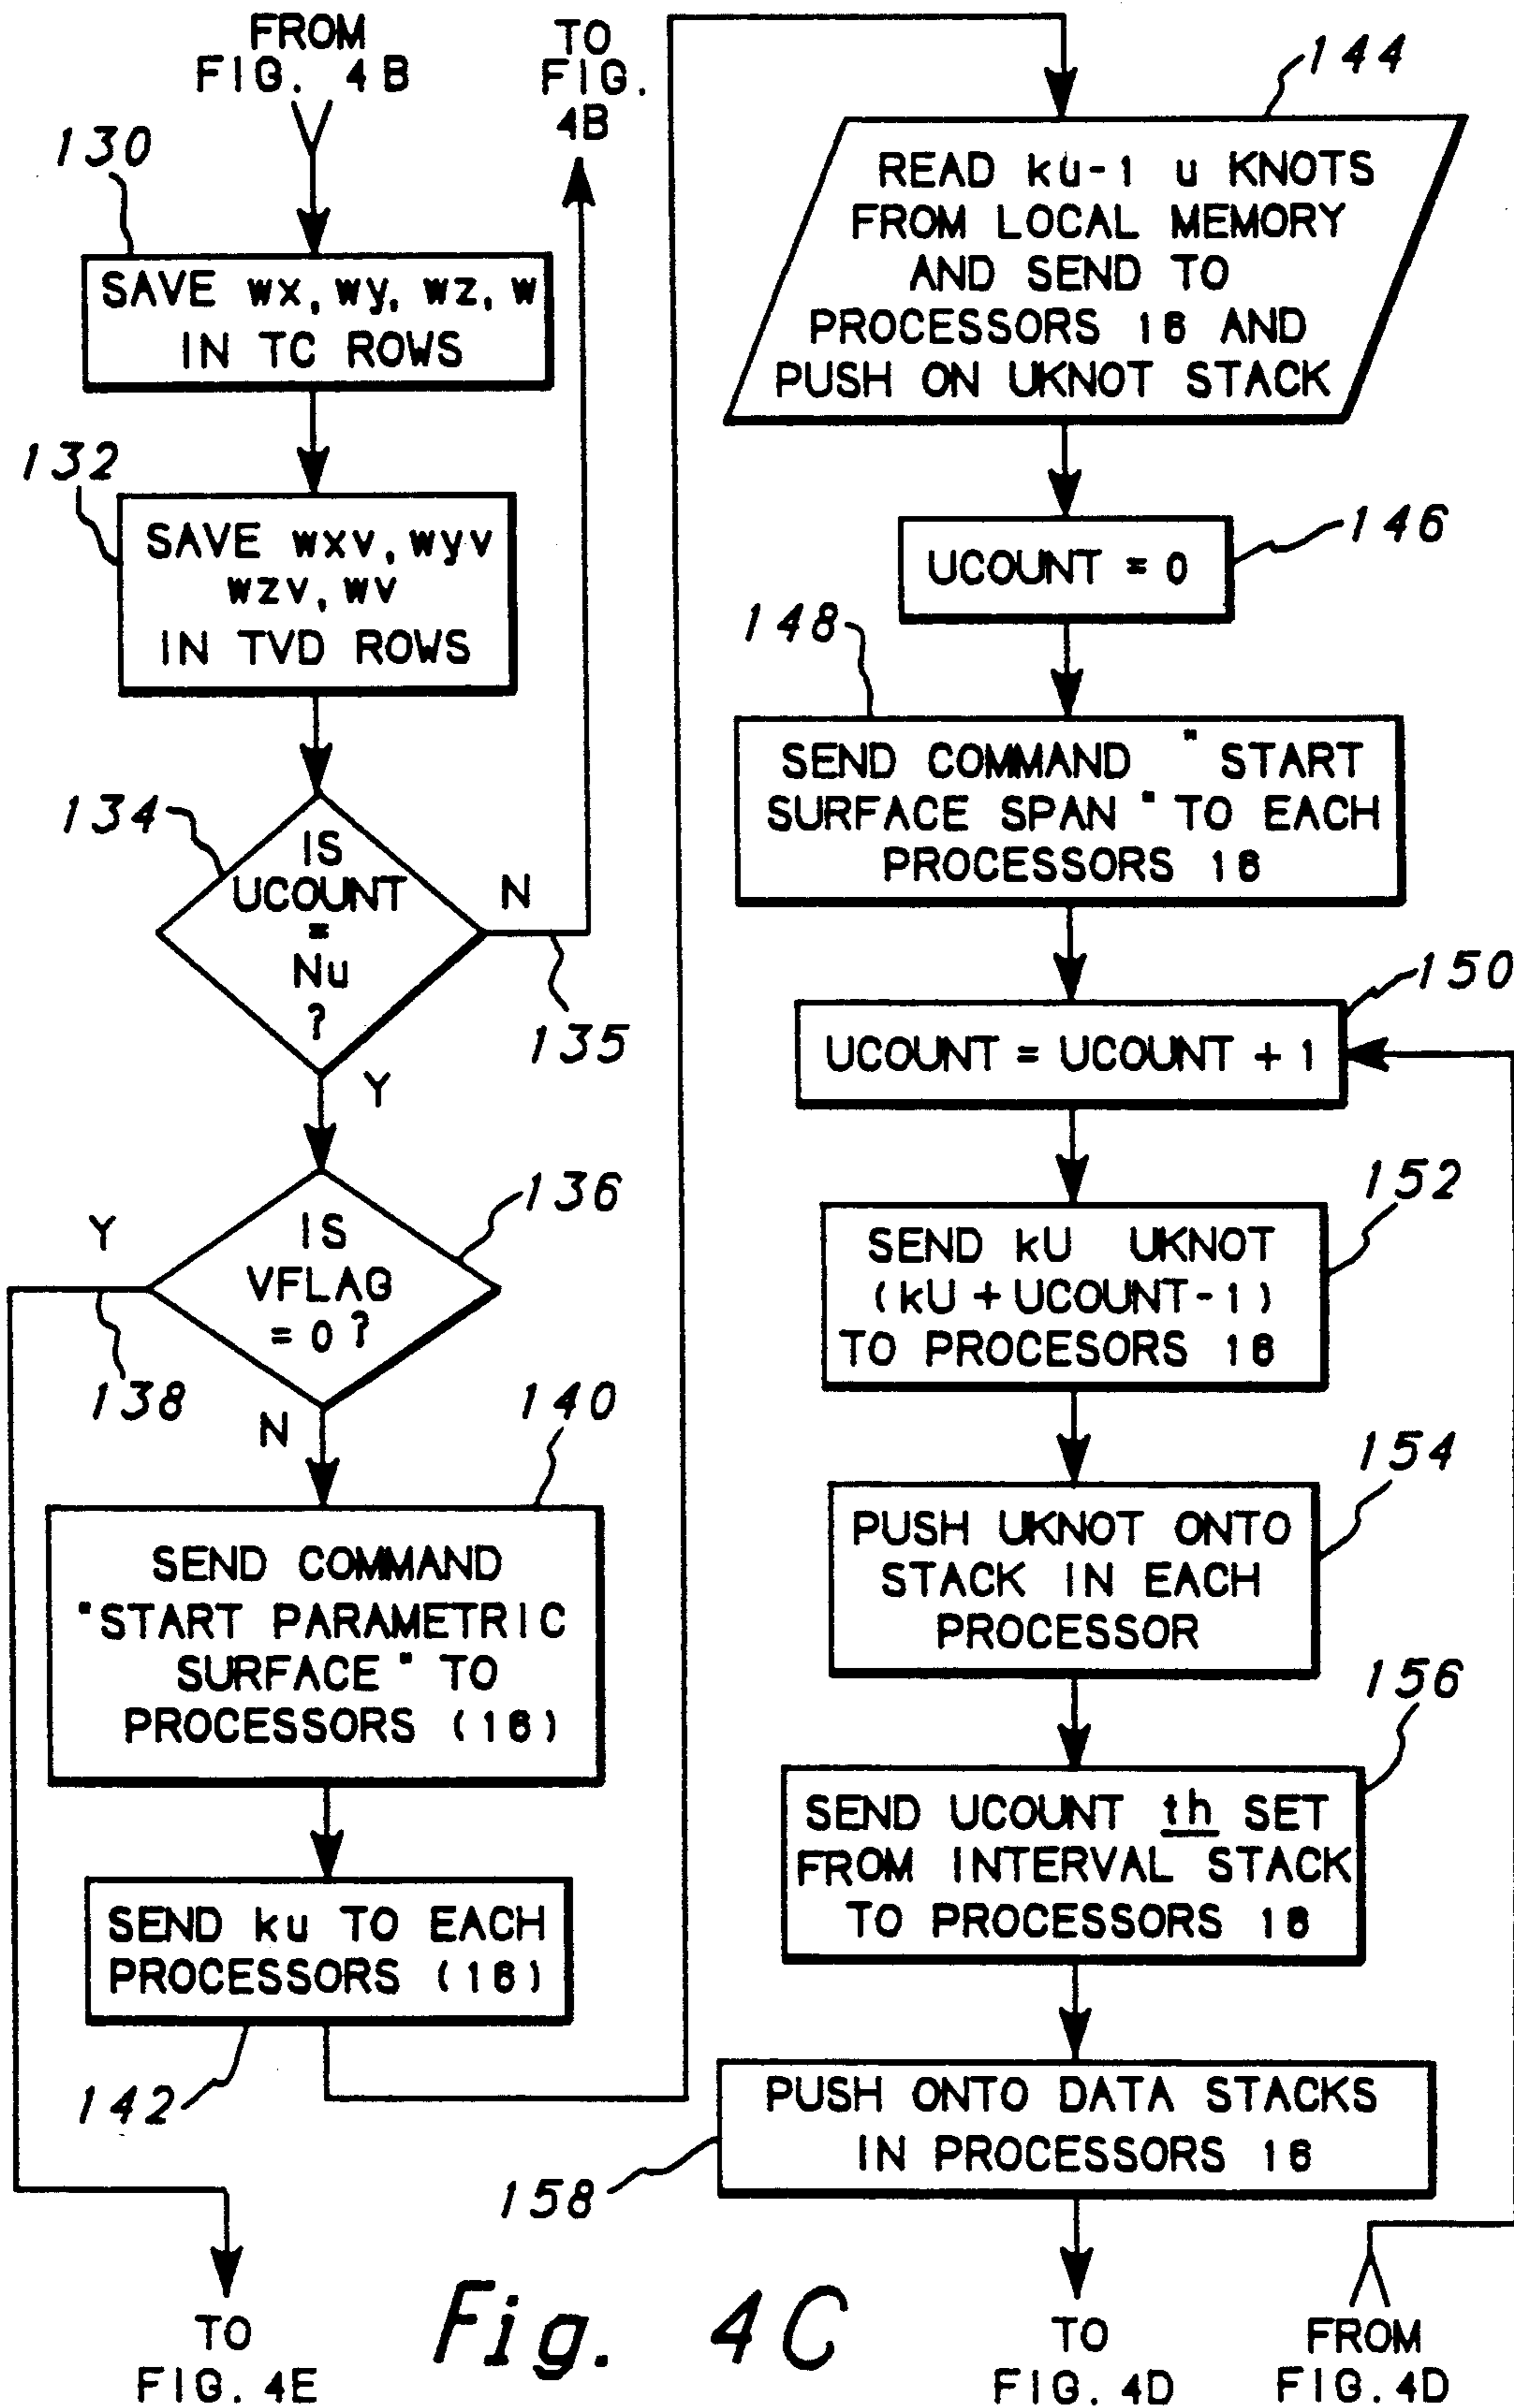 FROM
FIG. 4B
130
SAVE wx, wy, wz, w
IN TC ROWS
132
SAVE wxv, wyv
wzv, wv
IN TVD ROWS
134
IS
UCOUNT
=
Nu
?
N
135
TO
FIG.
4B
Y
136
IS
VFLAG
= 0 ?
Y
138
N
140
SEND COMMAND
"START PARAMETRIC
SURFACE" TO
PROCESSORS (16)
SEND ku TO EACH
PROCESSORS (16)
142
TO
FIG. 4E
144
READ ku-1 u KNOTS
FROM LOCAL MEMORY
AND SEND TO
PROCESSORS 16 AND
PUSH ON UKNOT STACK
146
UCOUNT = 0
148
SEND COMMAND " START
SURFACE SPAN " TO EACH
PROCESSORS 16
150
UCOUNT = UCOUNT + 1
152
SEND kU UKNOT
(kU + UCOUNT-1)
TO PROCESORS 16
154
PUSH UKNOT ONTO
STACK IN EACH
PROCESSOR
156
SEND UCOUNT th SET
FROM INTERVAL STACK
TO PROCESSORS 16
PUSH ONTO DATA STACKS
IN PROCESSORS 16
158
TO
FIG. 4D
FROM
FIG. 4D
Fig. 4C